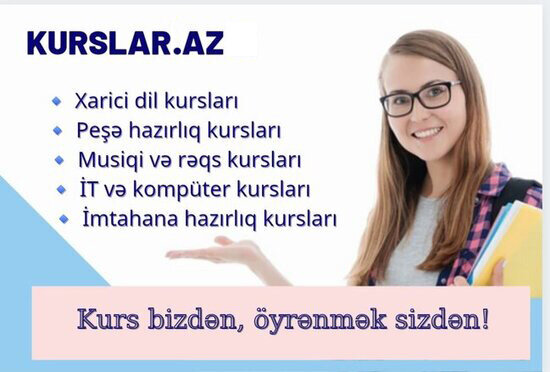 KURSLAR.AZ
Xarici dil kursları
Peşə hazırlıq kursları
Musiqi və rəqs kursları
İT və kompüter kursları
İmtahana hazırlıq kursları
Kurs bizdən, öyrənmək sizdən!